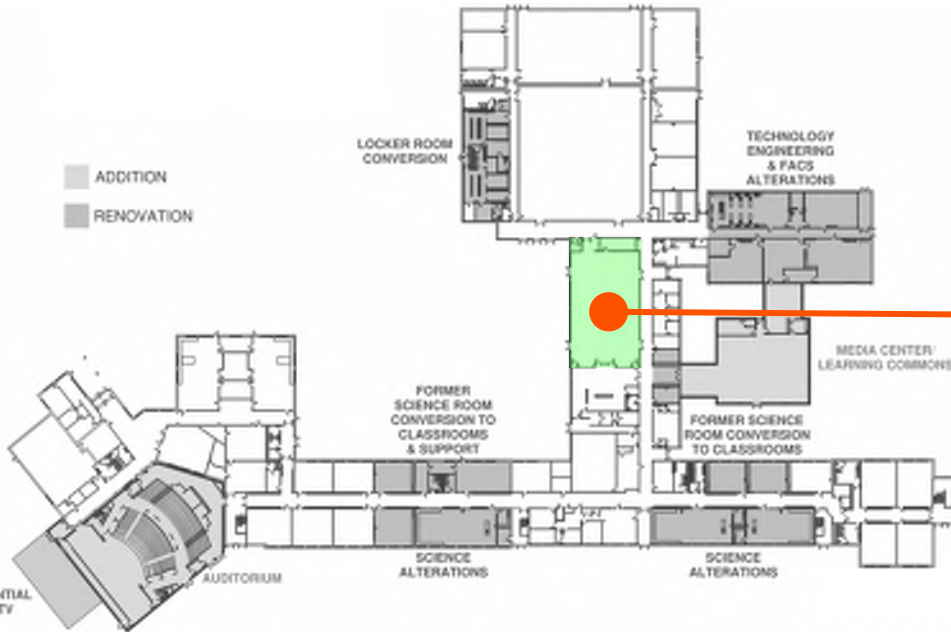 LOCKER ROOM
CONVERSION
TECHNOLOGY
ENGINEERING
& FACS
ALTERATIONS
ADDITION
RENOVATION
MEDIA CENTER/
LEARNING COMMONS
FORMER
SCIENCE ROOM
CONVERSION TO
CLASSROOMS
& SUPPORT
FORMER SCIENCE
ROOM CONVERSION
TO CLASSROOMS
SCIENCE
ALTERATIONS
SCIENCE
ALTERATIONS
AUDITORIUM
NTIAL
TV